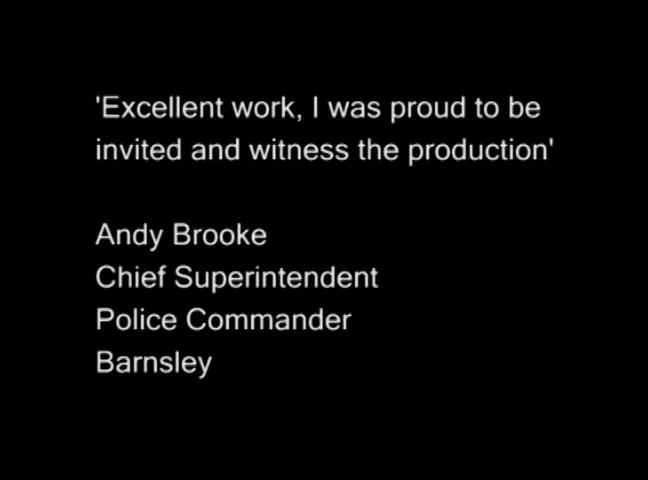 'Excellent work, I was proud to be
invited and witness the production'
Andy Brooke
Chief Superintendent
Police Commander
Barnsley